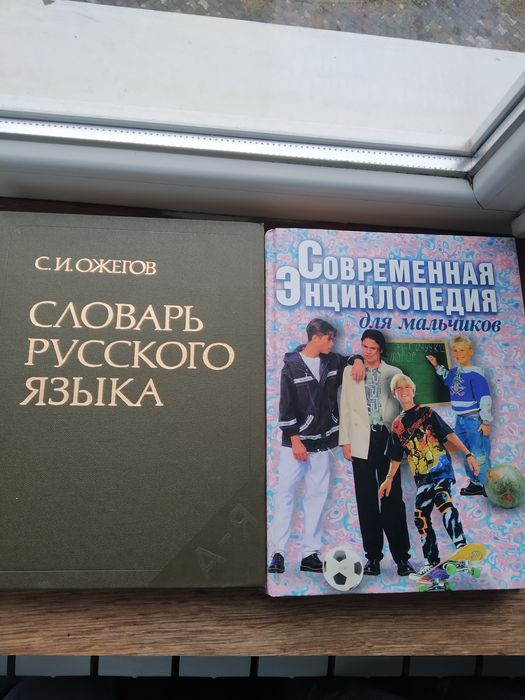 С.И. ОЖЕГОВ
СЛОВАРЬ
РУССКОГО
ЯЗЫКА
А-Я
СОВРЕМЕННАЯ
ЭНЦИКЛОПЕДИЯ
для мальчиков